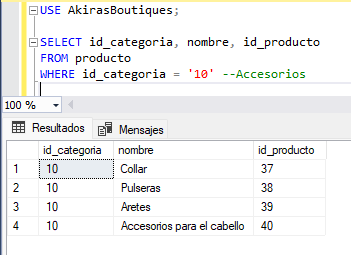 USE AkirasBoutiques;
SELECT id_categoria, nombre, id_producto
FROM producto
WHERE id_categoria = '10' --Accesorios
100 %
Resultados Mensajes
id_categoria nombre id_producto
1 10 Collar 37
2 10 Pulseras 38
3 10 Aretes 39
4 10 Accesorios para el cabello 40